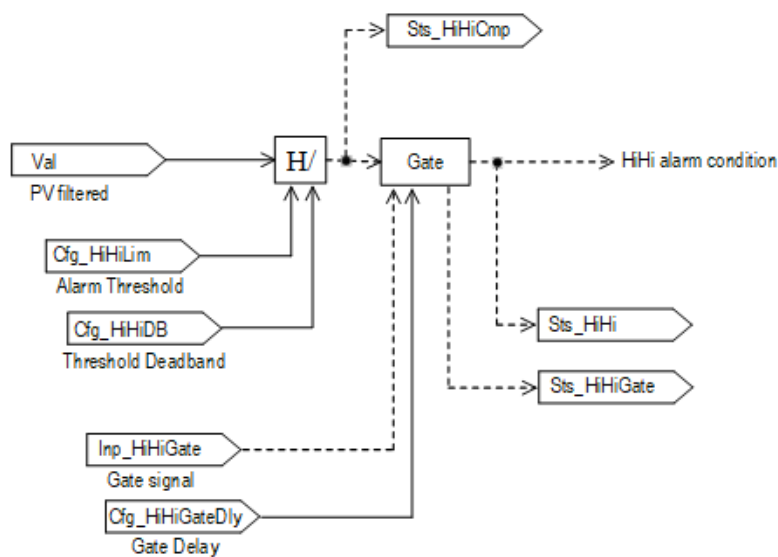 Sts_HiHiCmp
Val
H/
Gate
HiHi alarm condition
PV filtered
Cfg_HiHiLim
Alarm Threshold
Cfg_HiHiDB
Sts_HiHi
Threshold Deadband
Sts_HiHiGate
Inp_HiHiGate
Gate signal
Cfg_HiHiGateDly
Gate Delay